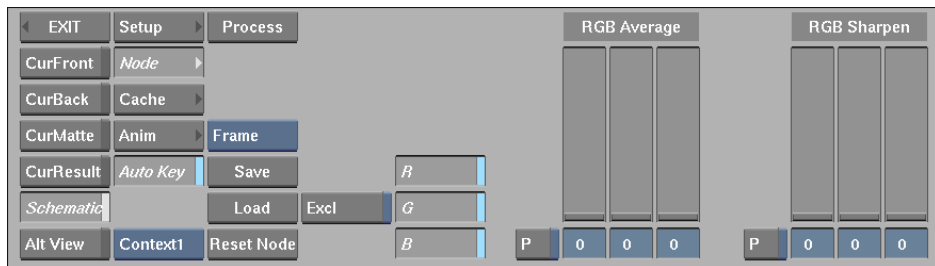 EXIT Setup Process RGB Average RGB Sharpen
CurFront Node
CurBack Cache
CurMatte Anim Frame
CurResult Auto Key Save R
Schematic Load Excl G
Alt View Context1 Reset Node B P 0 0 0 P 0 0 0